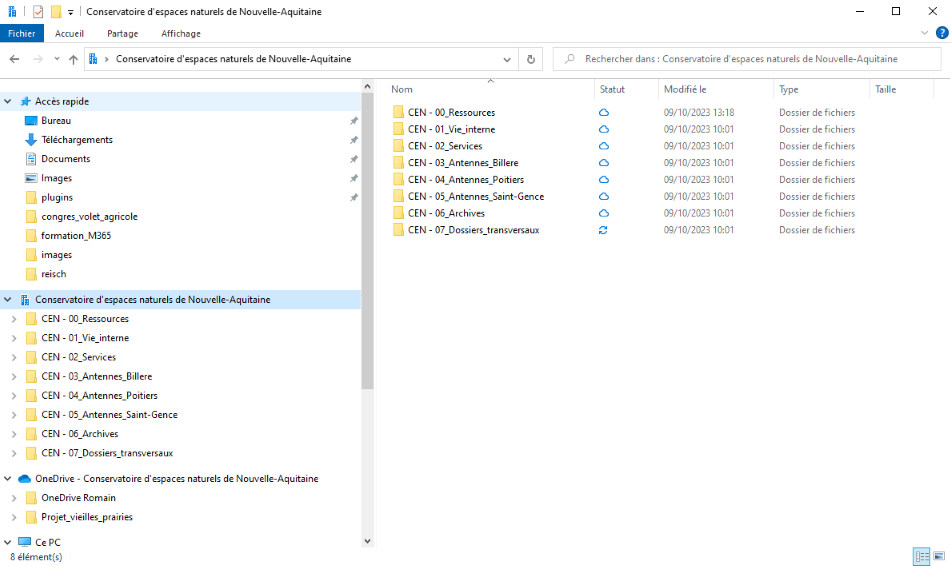 Conservatoire d'espaces naturels de Nouvelle-Aquitaine
Fichier Accueil Partage Affichage
Conservatoire d'espaces naturels de Nouvelle-Aquitaine Rechercher dans : Conservatoire d'espaces naturels de Nouvelle-Aquitaine
Accès rapide
Bureau
Téléchargements
Documents
Images
plugins
congres_volet_agricole
formation_M365
images
reisch
Conservatoire d'espaces naturels de Nouvelle-Aquitaine
CEN - 00_Ressources
CEN - 01_Vie_interne
CEN - 02_Services
CEN - 03_Antennes_Billere
CEN - 04_Antennes_Poitiers
CEN - 05_Antennes_Saint-Gence
CEN - 06_Archives
CEN - 07_Dossiers_transversaux
OneDrive - Conservatoire d'espaces naturels de Nouvelle-Aquitaine
OneDrive Romain
Projet_vieilles_prairies
Ce PC
Nom Statut Modifié le Type Taille
CEN - 00_Ressources 09/10/2023 13:18 Dossier de fichiers
CEN - 01_Vie_interne 09/10/2023 10:01 Dossier de fichiers
CEN - 02_Services 09/10/2023 10:01 Dossier de fichiers
CEN - 03_Antennes_Billere 09/10/2023 10:01 Dossier de fichiers
CEN - 04_Antennes_Poitiers 09/10/2023 10:01 Dossier de fichiers
CEN - 05_Antennes_Saint-Gence 09/10/2023 10:01 Dossier de fichiers
CEN - 06_Archives 09/10/2023 10:01 Dossier de fichiers
CEN - 07_Dossiers_transversaux 09/10/2023 10:01 Dossier de fichiers
8 élément(s)